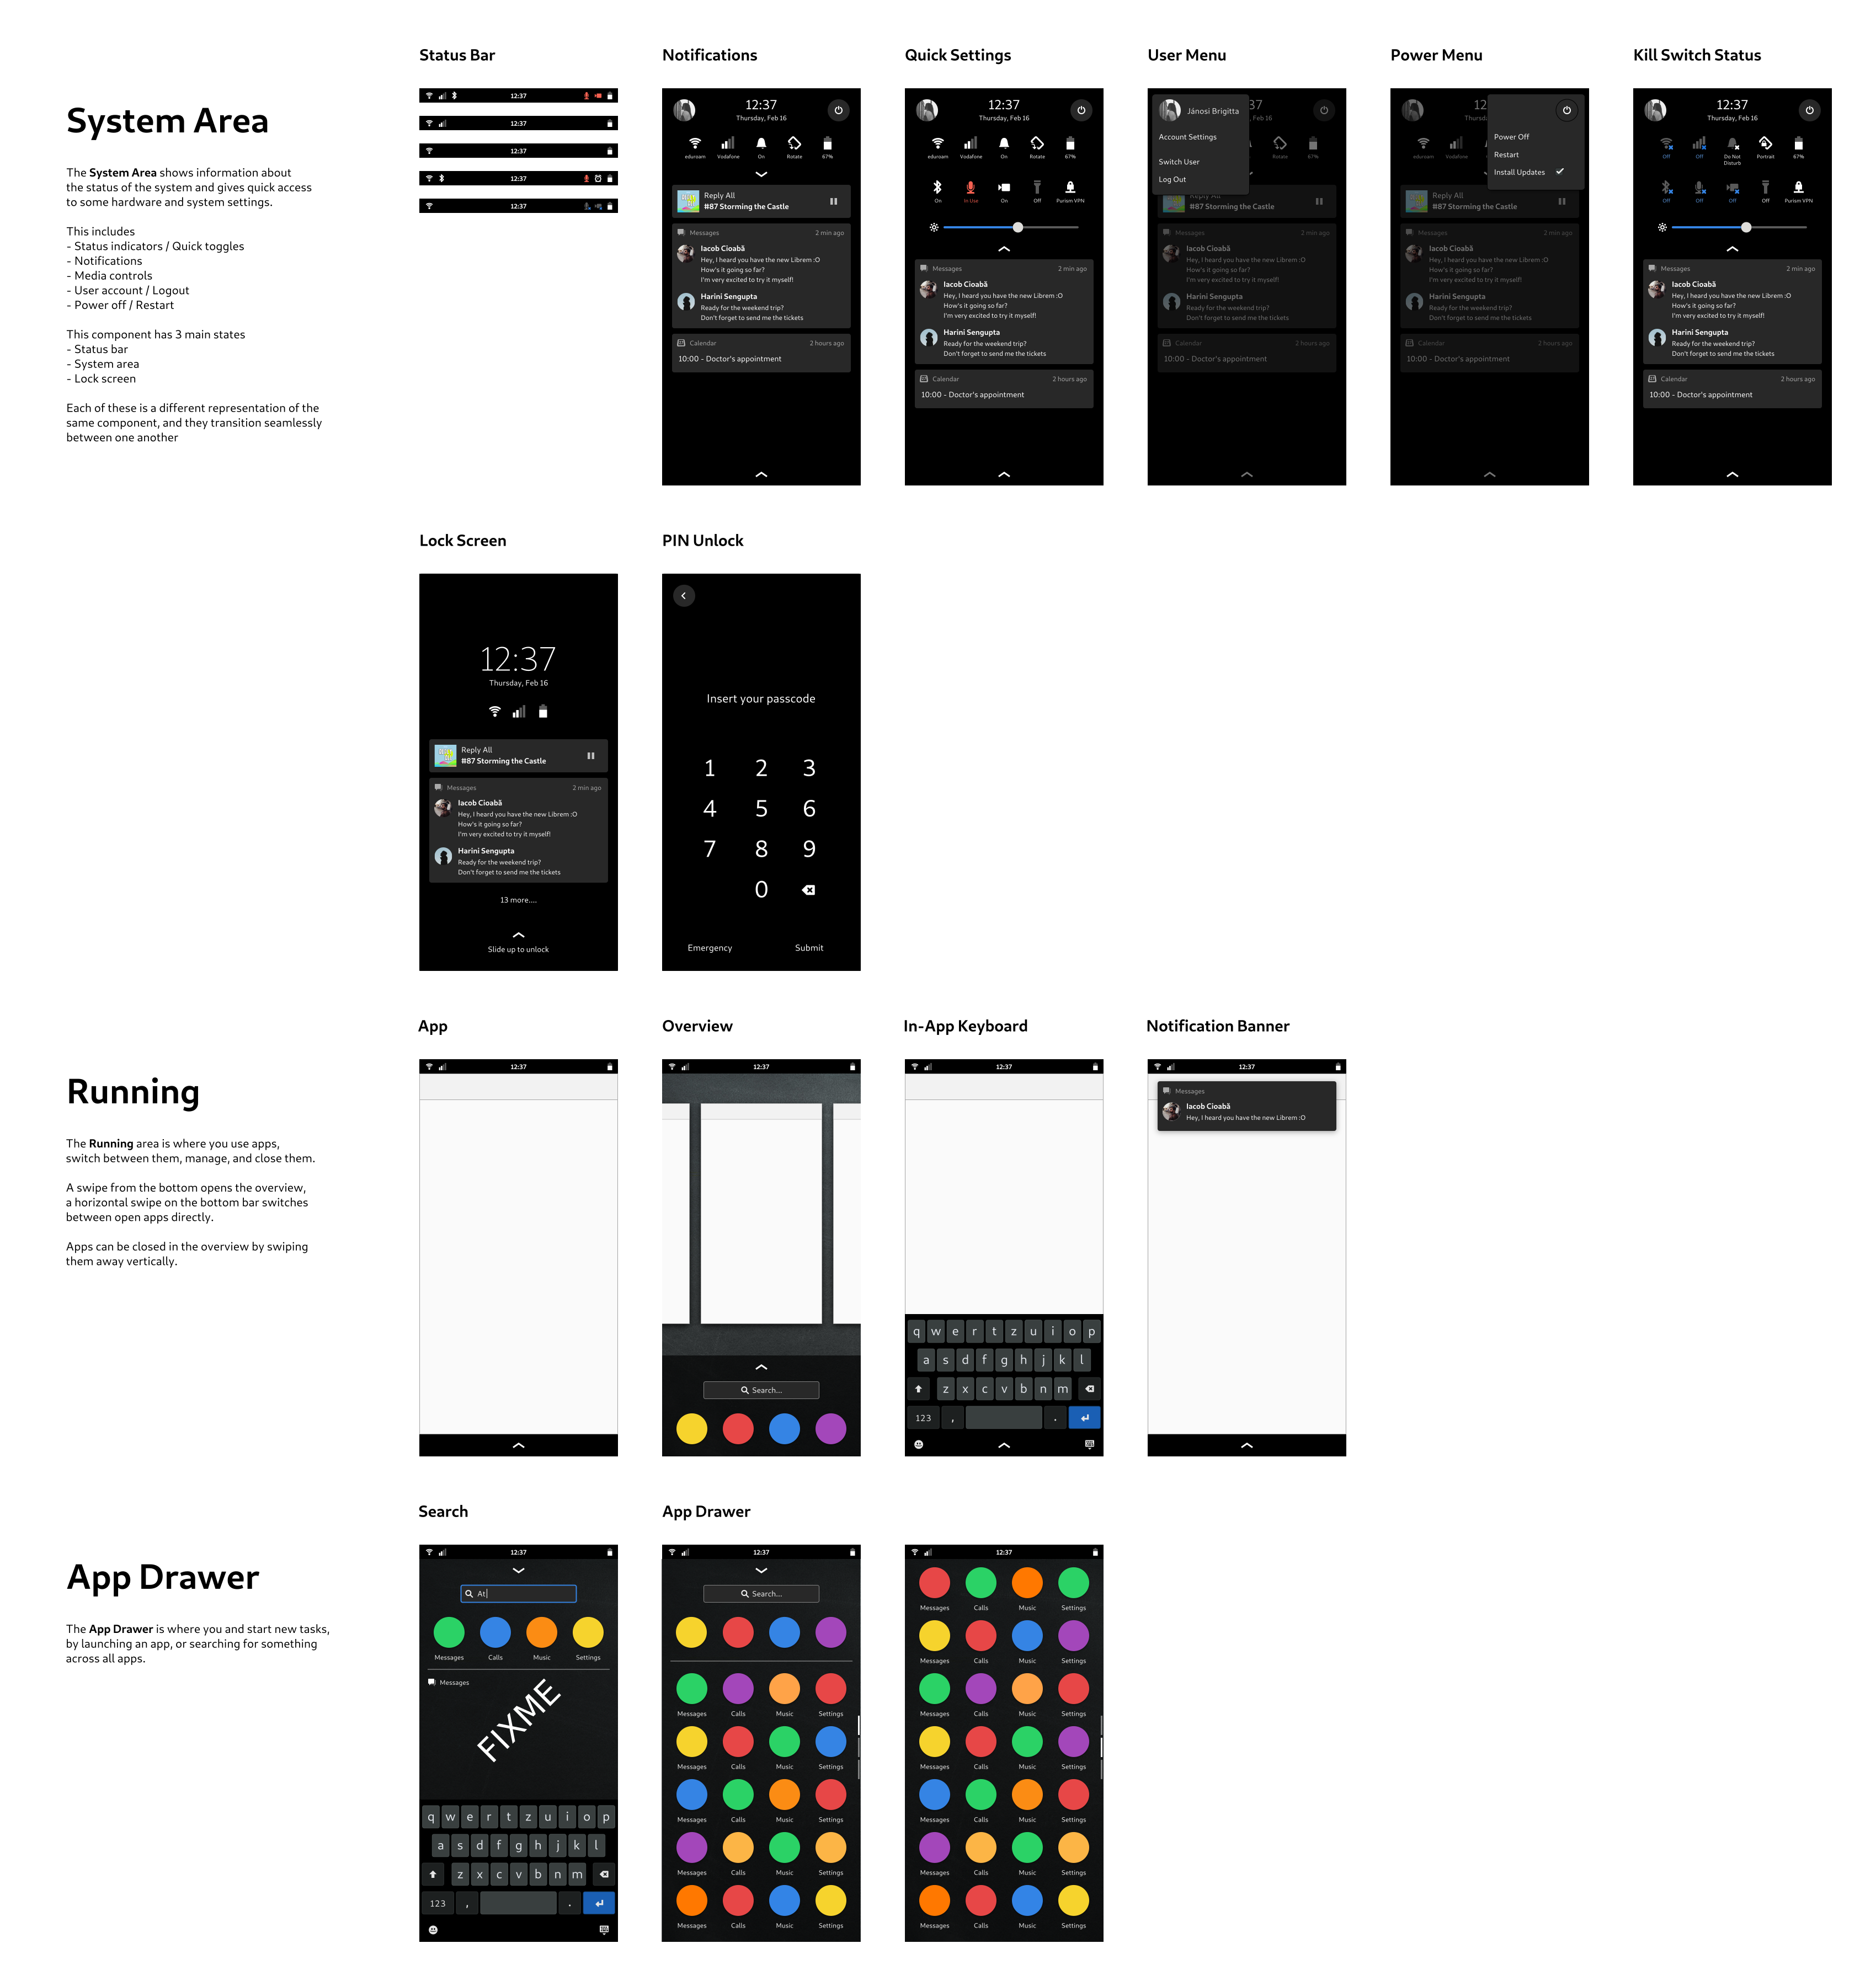 System Area
The System Area shows information about
the status of the system and gives quick access
to some hardware and system settings.
This includes
- Status indicators / Quick toggles
- Notifications
- Media controls
- User account / Logout
- Power off / Restart
This component has 3 main states
- Status bar
- System area
- Lock screen
Each of these is a different representation of the
same component, and they transition seamlessly
between one another
Status Bar
12:37
12:37
12:37
12:37
12:37
Notifications
12:37
Thursday, Feb 16
eduroam Vodafone On Rotate 67%
Reply All
#87 Storming the Castle
Messages 2 min ago
Iacob Cioabă
Hey, I heard you have the new Librem :O
How's it going so far?
I'm very excited to try it myself!
Harini Sengupta
Ready for the weekend trip?
Don't forget to send me the tickets
Calendar 2 hours ago
10:00 - Doctor's appointment
Quick Settings
12:37
Thursday, Feb 16
eduroam Vodafone On Rotate 67%
On In Use On Off Purism VPN
Messages 2 min ago
Iacob Cioabă
Hey, I heard you have the new Librem :O
How's it going so far?
I'm very excited to try it myself!
Harini Sengupta
Ready for the weekend trip?
Don't forget to send me the tickets
Calendar 2 hours ago
10:00 - Doctor's appointment
User Menu
Jánosi Brigitta
37
Feb 16
Account Settings
Switch User
Log Out
Rotate 67%
Reply All
#87 Storming the Castle
Messages 2 min ago
Iacob Cioabă
Hey, I heard you have the new Librem :O
How's it going so far?
I'm very excited to try it myself!
Harini Sengupta
Ready for the weekend trip?
Don't forget to send me the tickets
Calendar 2 hours ago
10:00 - Doctor's appointment
Power Menu
12
Thursd
Power Off
Restart
Install Updates
eduroam Vodafone
Reply All
#87 Storming the Castle
Messages 2 min ago
Iacob Cioabă
Hey, I heard you have the new Librem :O
How's it going so far?
I'm very excited to try it myself!
Harini Sengupta
Ready for the weekend trip?
Don't forget to send me the tickets
Calendar 2 hours ago
10:00 - Doctor's appointment
Kill Switch Status
12:37
Thursday, Feb 16
Off Off Do Not Portrait 67%
Disturb
Off Off Off Off Purism VPN
Messages 2 min ago
Iacob Cioabă
Hey, I heard you have the new Librem :O
How's it going so far?
I'm very excited to try it myself!
Harini Sengupta
Ready for the weekend trip?
Don't forget to send me the tickets
Calendar 2 hours ago
10:00 - Doctor's appointment
Lock Screen
12:37
Thursday, Feb 16
Reply All
#87 Storming the Castle
Messages 2 min ago
Iacob Cioabă
Hey, I heard you have the new Librem :O
How's it going so far?
I'm very excited to try it myself!
Harini Sengupta
Ready for the weekend trip?
Don't forget to send me the tickets
13 more....
Slide up to unlock
PIN Unlock
Insert your passcode
1 2 3
4 5 6
7 8 9
0
Emergency Submit
Running
The Running area is where you use apps,
switch between them, manage, and close them.
A swipe from the bottom opens the overview,
a horizontal swipe on the bottom bar switches
between open apps directly.
Apps can be closed in the overview by swiping
them away vertically.
App
12:37
Overview
12:37
Search...
In-App Keyboard
12:37
q w e r t z u i o p
a s d f g h j k l
z x c v b n m
123 , .
Notification Banner
12:37
Messages
Iacob Cioabă
Hey, I heard you have the new Librem :O
App Drawer
The App Drawer is where you and start new tasks,
by launching an app, or searching for something
across all apps.
Search
12:37
At
Messages Calls Music Settings
Messages
FIXME
q w e r t z u i o p
a s d f g h j k l
z x c v b n m
123 , .
App Drawer
12:37
Search...
Messages Calls Music Settings
Messages Calls Music Settings
Messages Calls Music Settings
Messages Calls Music Settings
Messages Calls Music Settings
12:37
Messages Calls Music Settings
Messages Calls Music Settings
Messages Calls Music Settings
Messages Calls Music Settings
Messages Calls Music Settings
Messages Calls Music Settings
Messages Calls Music Settings